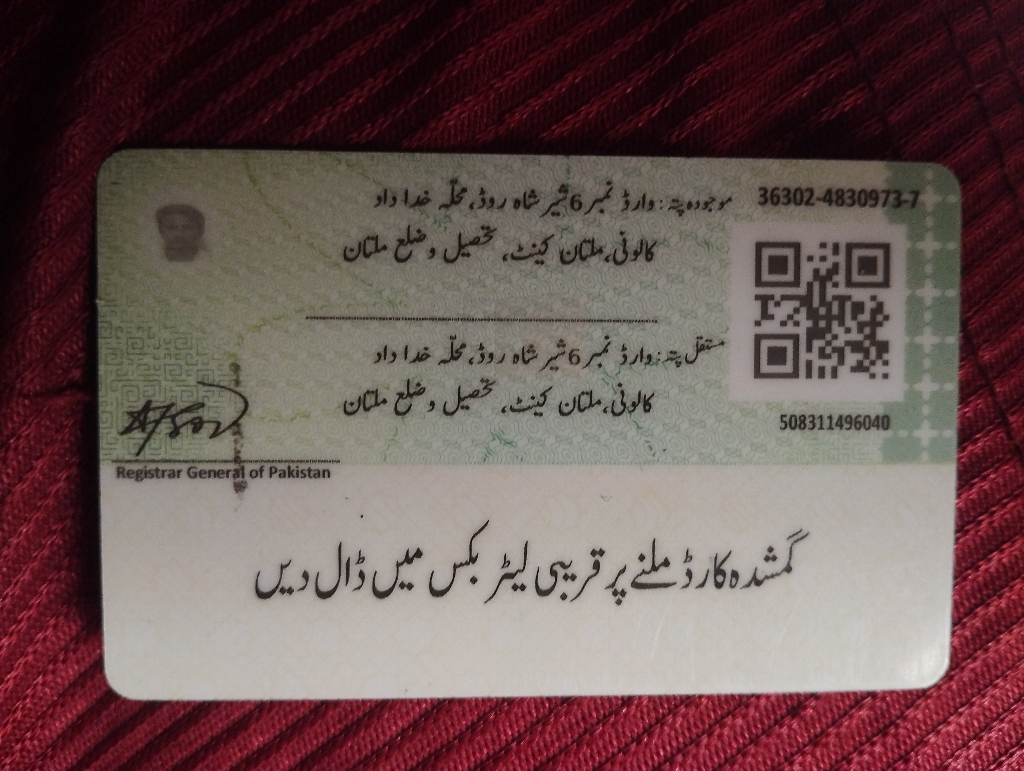 36302-4830973-7
موجودہ پتہ: وارڈ نمبر 6 شیر شاہ روڈ، محلّہ خدا داد
کالونی، ملتان کینٹ، تحصیل و ضلع ملتان
مستقل پتہ: وارڈ نمبر 6 شیر شاہ روڈ، محلّہ خدا داد
کالونی، ملتان کینٹ، تحصیل و ضلع ملتان
508311496040
Registrar General of Pakistan
گمشدہ کارڈ ملنے پر قریبی لیٹر بکس میں ڈال دیں